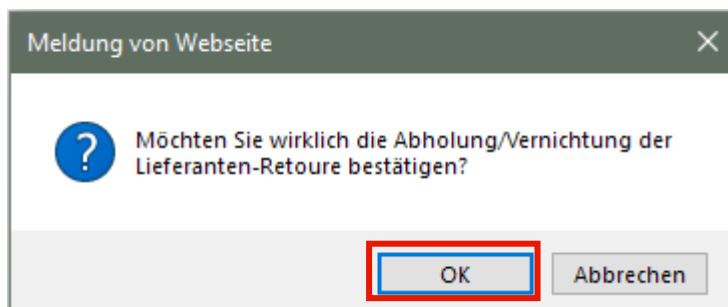 Meldung von Webseite
Möchten Sie wirklich die Abholung/Vernichtung der
Lieferanten-Retoure bestätigen?
OK
Abbrechen